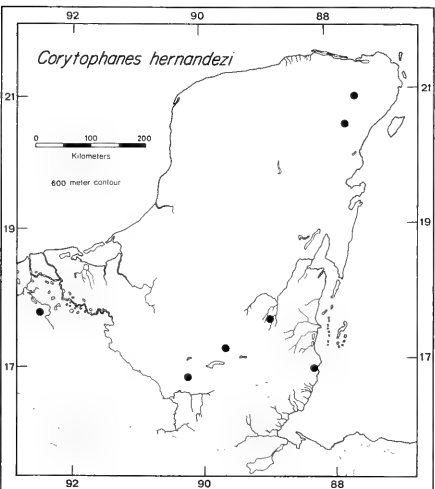 92 90 88
Corytophanes hernandezi
21 21
0 100 200
Kilometers
600 meter contour
19 19
17 17
92 90 88